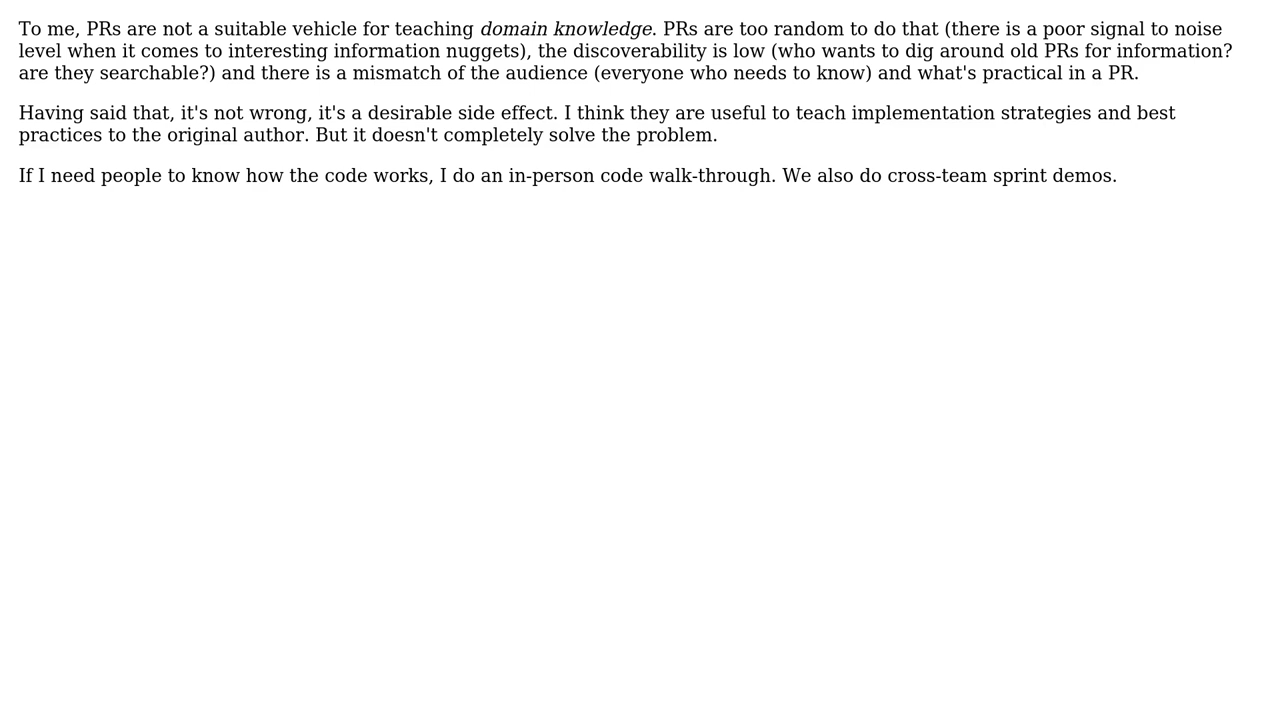 To me, PRs are not a suitable vehicle for teaching domain knowledge. PRs are too random to do that (there is a poor signal to noise
level when it comes to interesting information nuggets), the discoverability is low (who wants to dig around old PRs for information?
are they searchable?) and there is a mismatch of the audience (everyone who needs to know) and what's practical in a PR.
Having said that, it's not wrong, it's a desirable side effect. I think they are useful to teach implementation strategies and best
practices to the original author. But it doesn't completely solve the problem.
If I need people to know how the code works, I do an in-person code walk-through. We also do cross-team sprint demos.